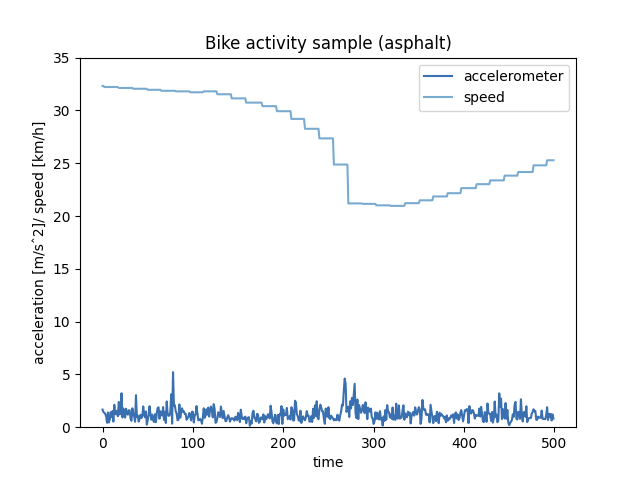 Bike activity sample (asphalt)
accelerometer
speed
acceleration [m/sˆ2]/ speed [km/h]
35
30
25
20
15
10
5
0
0 100 200 300 400 500
time